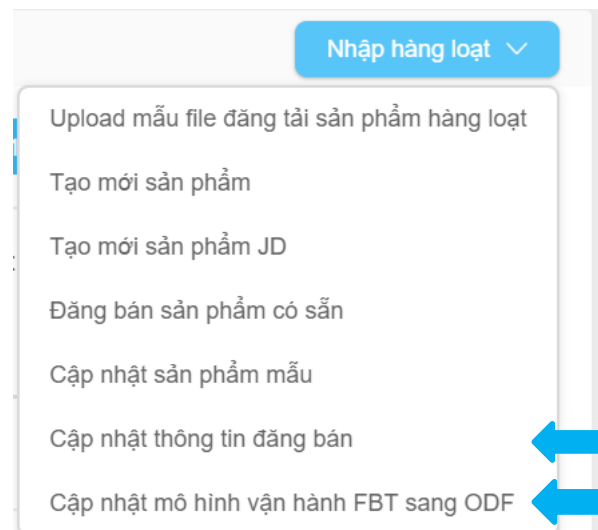 Nhập hàng loạt
Upload mẫu file đăng tải sản phẩm hàng loạt
Tạo mới sản phẩm
Tạo mới sản phẩm JD
Đăng bán sản phẩm có sẵn
Cập nhật sản phẩm mẫu
Cập nhật thông tin đăng bán
Cập nhật mô hình vận hành FBT sang ODF